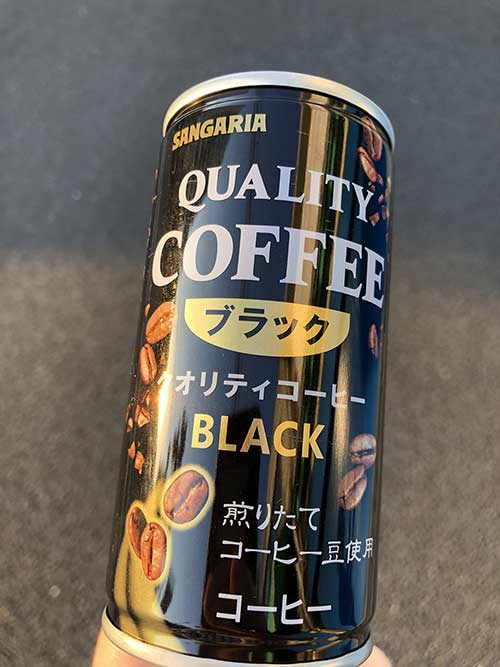 SANGARIA
QUALITY
COFFEE
ブラック
クオリティコーヒー
BLACK
煎りたて
コーヒー豆使用
コーヒー